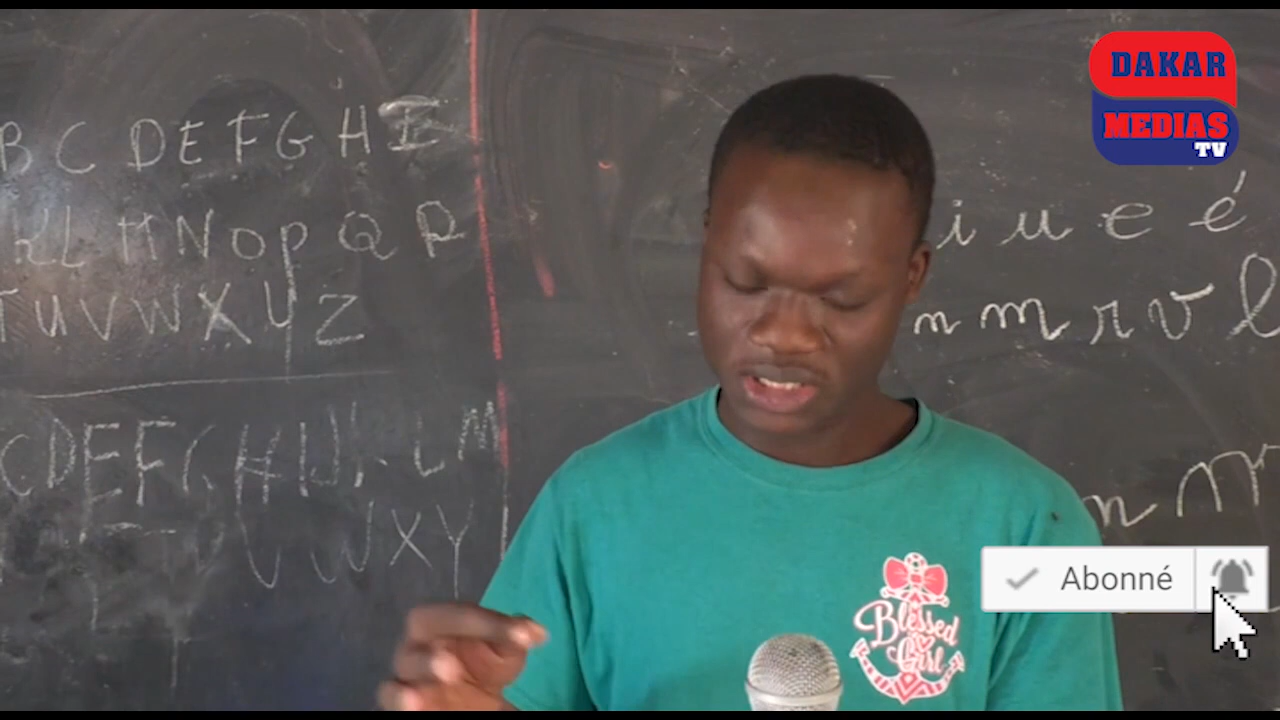 DAKAR
MEDIAS
TV
B C D E F G H I
K L M N O P Q R
T U V W X Y Z
C D E F G H I J K L M
V W X Y
i u e é
n m r v l
n m
Abonné
Blessed
Girl